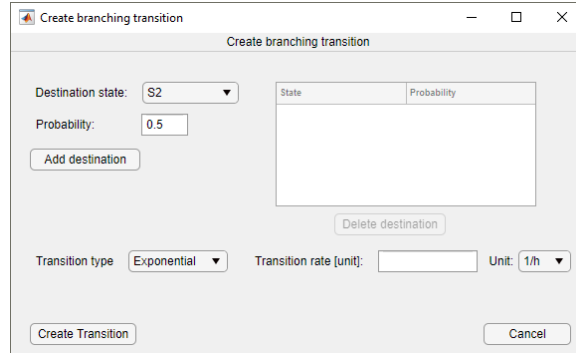 Create branching transition
Create branching transition
Destination state: S2
State Probability
Probability: 0.5
Add destination
Delete destination
Transition type Exponential Transition rate [unit]: Unit: 1/h
Create Transition Cancel